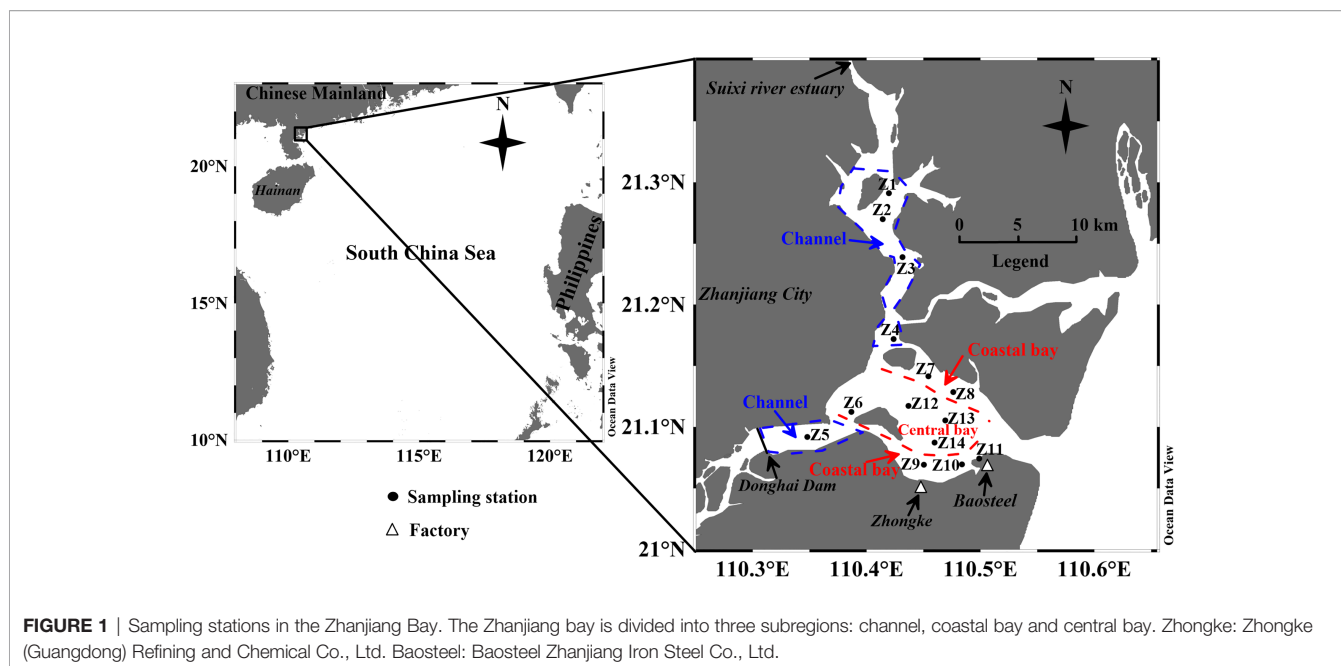 Chinese Mainland
N
20°N
Hainan
South China Sea
Philippines
15°N
10°N
110°E
115°E
120°E
Ocean Data View
Sampling station
Factory
Suixi river estuary
N
21.3°N
Z1
Z2
0 5 10 km
Channel
Z3
Legend
Zhanjiang City
21.2°N
Z4
Coastal bay
Z7
Z8
Z6
Z12
Channel
Z13
21.1°N
Z5
Central bay
Z14
Z11
Coastal bay
Z9
Z10
Donghai Dam
Baosteel
Zhongke
21°N
110.3°E
110.4°E
110.5°E
110.6°E
Ocean Data View
FIGURE 1 | Sampling stations in the Zhanjiang Bay. The Zhanjiang bay is divided into three subregions: channel, coastal bay and central bay. Zhongke: Zhongke
(Guangdong) Refining and Chemical Co., Ltd. Baosteel: Baosteel Zhanjiang Iron Steel Co., Ltd.